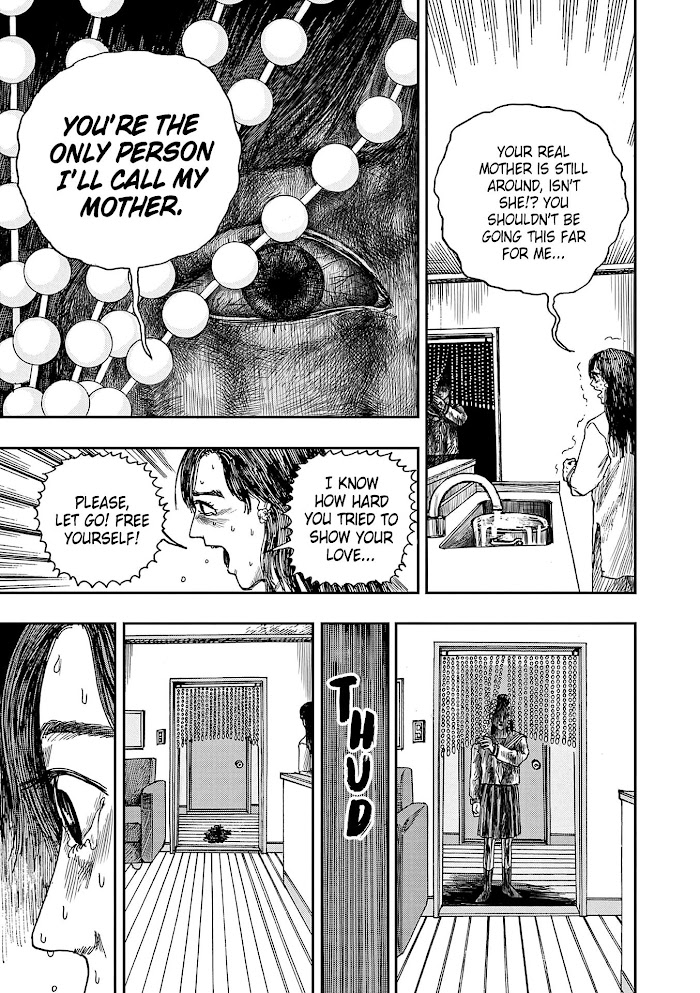 YOUR REAL
MOTHER IS STILL
AROUND, ISN'T
SHE!? YOU
SHOULDN'T BE
GOING THIS FAR
FOR ME...
YOU'RE THE
ONLY PERSON
I'LL CALL MY
MOTHER.
I KNOW
HOW HARD
YOU TRIED TO
SHOW YOUR
LOVE...
PLEASE,
LET GO! FREE
YOURSELF!
THUD